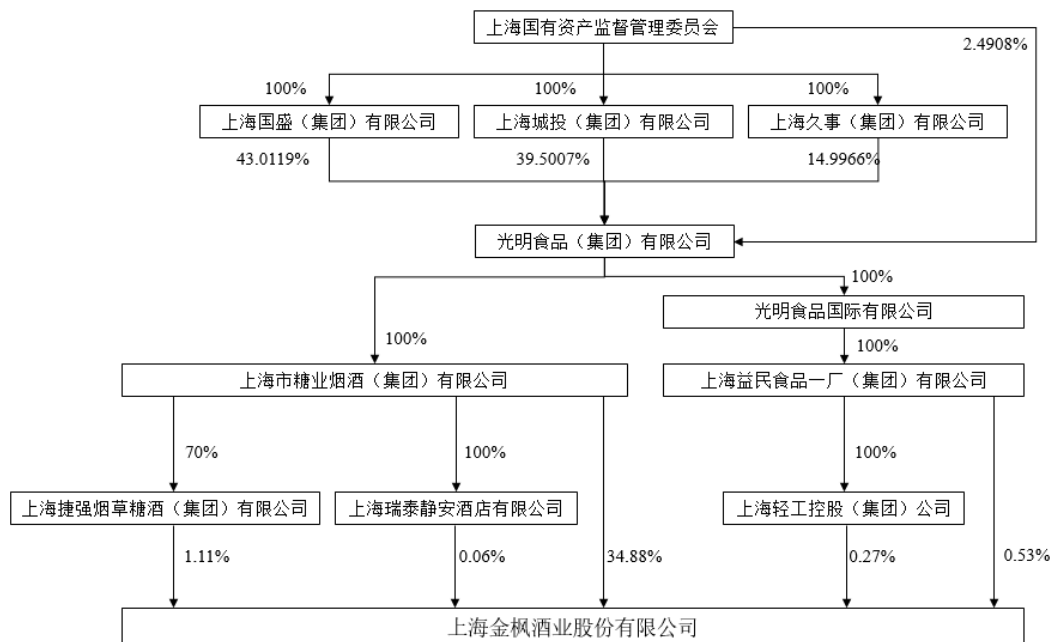 上海国有资产监督管理委员会
2.4908%
100%
100%
100%
上海国盛（集团）有限公司
上海城投（集团）有限公司
上海久事（集团）有限公司
43.0119%
39.5007%
14.9966%
光明食品（集团）有限公司
100%
光明食品国际有限公司
100%
100%
上海市糖业烟酒（集团）有限公司
上海益民食品一厂（集团）有限公司
70%
100%
100%
上海捷强烟草糖酒（集团）有限公司
上海瑞泰静安酒店有限公司
上海轻工控股（集团）公司
1.11%
0.06%
34.88%
0.27%
0.53%
上海金枫酒业股份有限公司